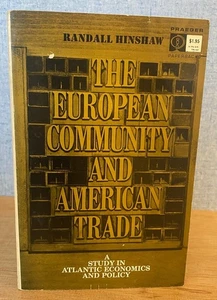 RANDALL HINSHAW
PRAEGER
$1.95
THE
EUROPEAN
COMMUNITY
AND
AMERICAN
TRADE
A
STUDY IN
ATLANTIC ECONOMICS
AND POLICY